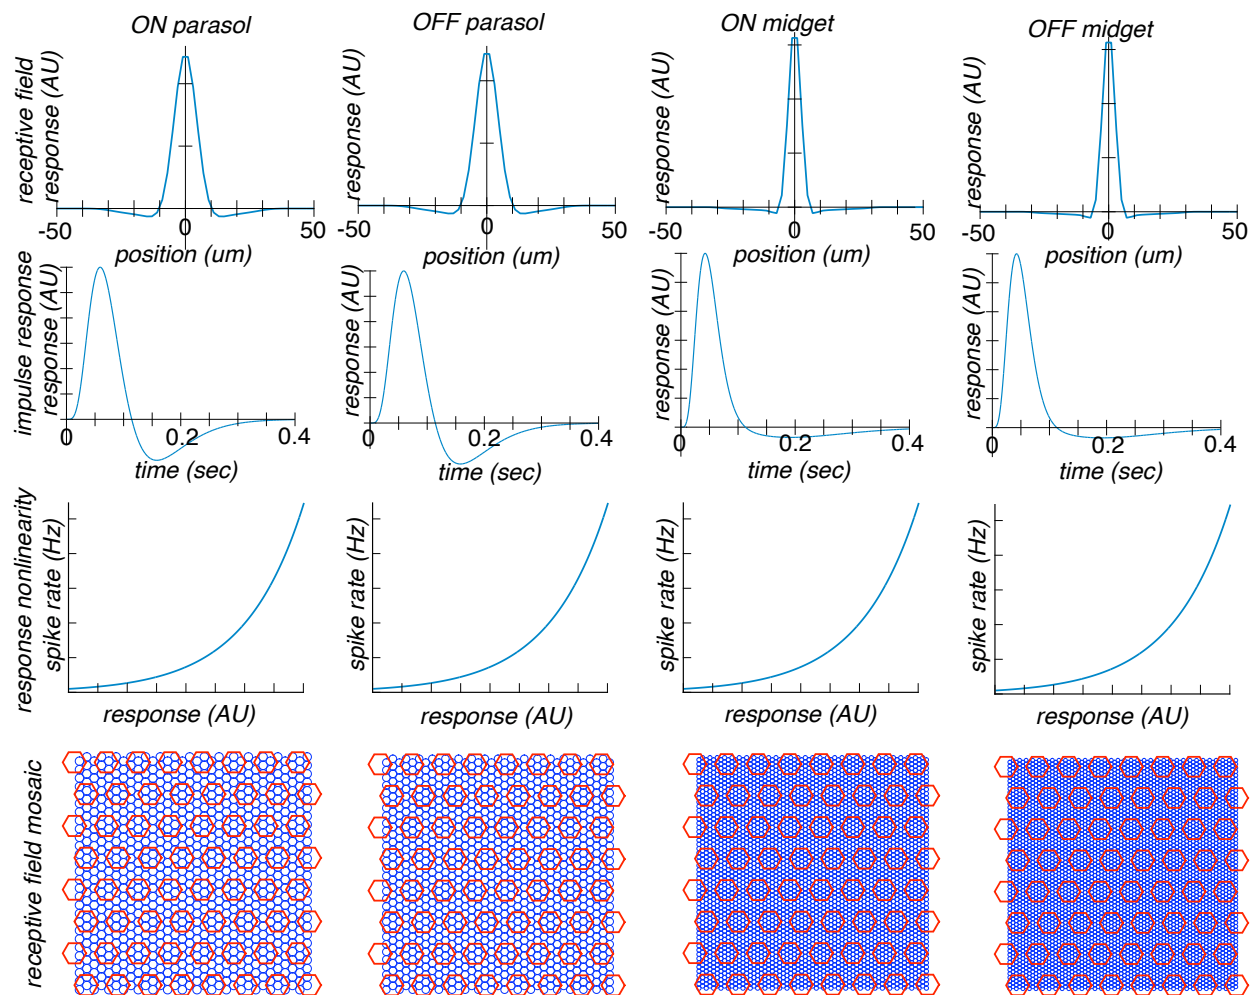 ON parasol
OFF parasol
ON midget
OFF midget
receptive field
response (AU)
response (AU)
response (AU)
response (AU)
-50
0
50
-50
0
50
-50
0
50
-50
0
50
position (um)
position (um)
position (um)
position (um)
impulse response
response (AU)
response (AU)
response (AU)
response (AU)
0
0.2
0.4
0
0.2
0.4
0
0.2
0.4
0
0.2
0.4
time (sec)
time (sec)
time (sec)
time (sec)
response nonlinearity
spike rate (Hz)
spike rate (Hz)
spike rate (Hz)
spike rate (Hz)
response (AU)
response (AU)
response (AU)
response (AU)
receptive field mosaic